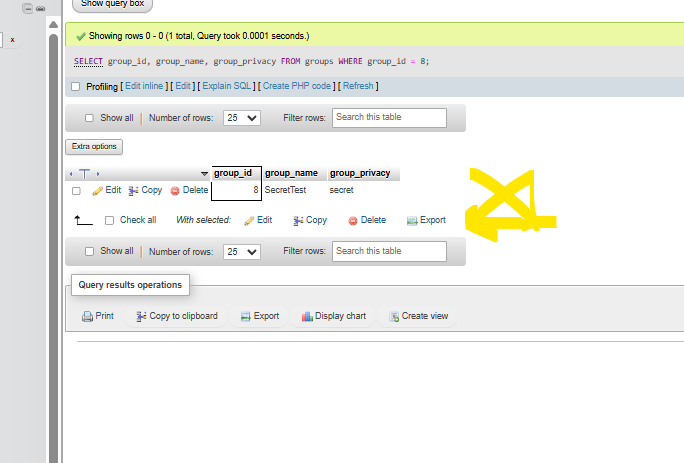 Show query box
x
Showing rows 0 - 0 (1 total, Query took 0.0001 seconds.)
SELECT group_id, group_name, group_privacy FROM groups WHERE group_id = 8;
Profiling [ Edit inline ] [ Edit ] [ Explain SQL ] [ Create PHP code ] [ Refresh ]
Show all | Number of rows: 25 Filter rows: Search this table
Extra options
group_id group_name group_privacy
Edit Copy Delete 8 SecretTest secret
Check all With selected: Edit Copy Delete Export
Show all | Number of rows: 25 Filter rows: Search this table
Query results operations
Print Copy to clipboard Export Display chart Create view